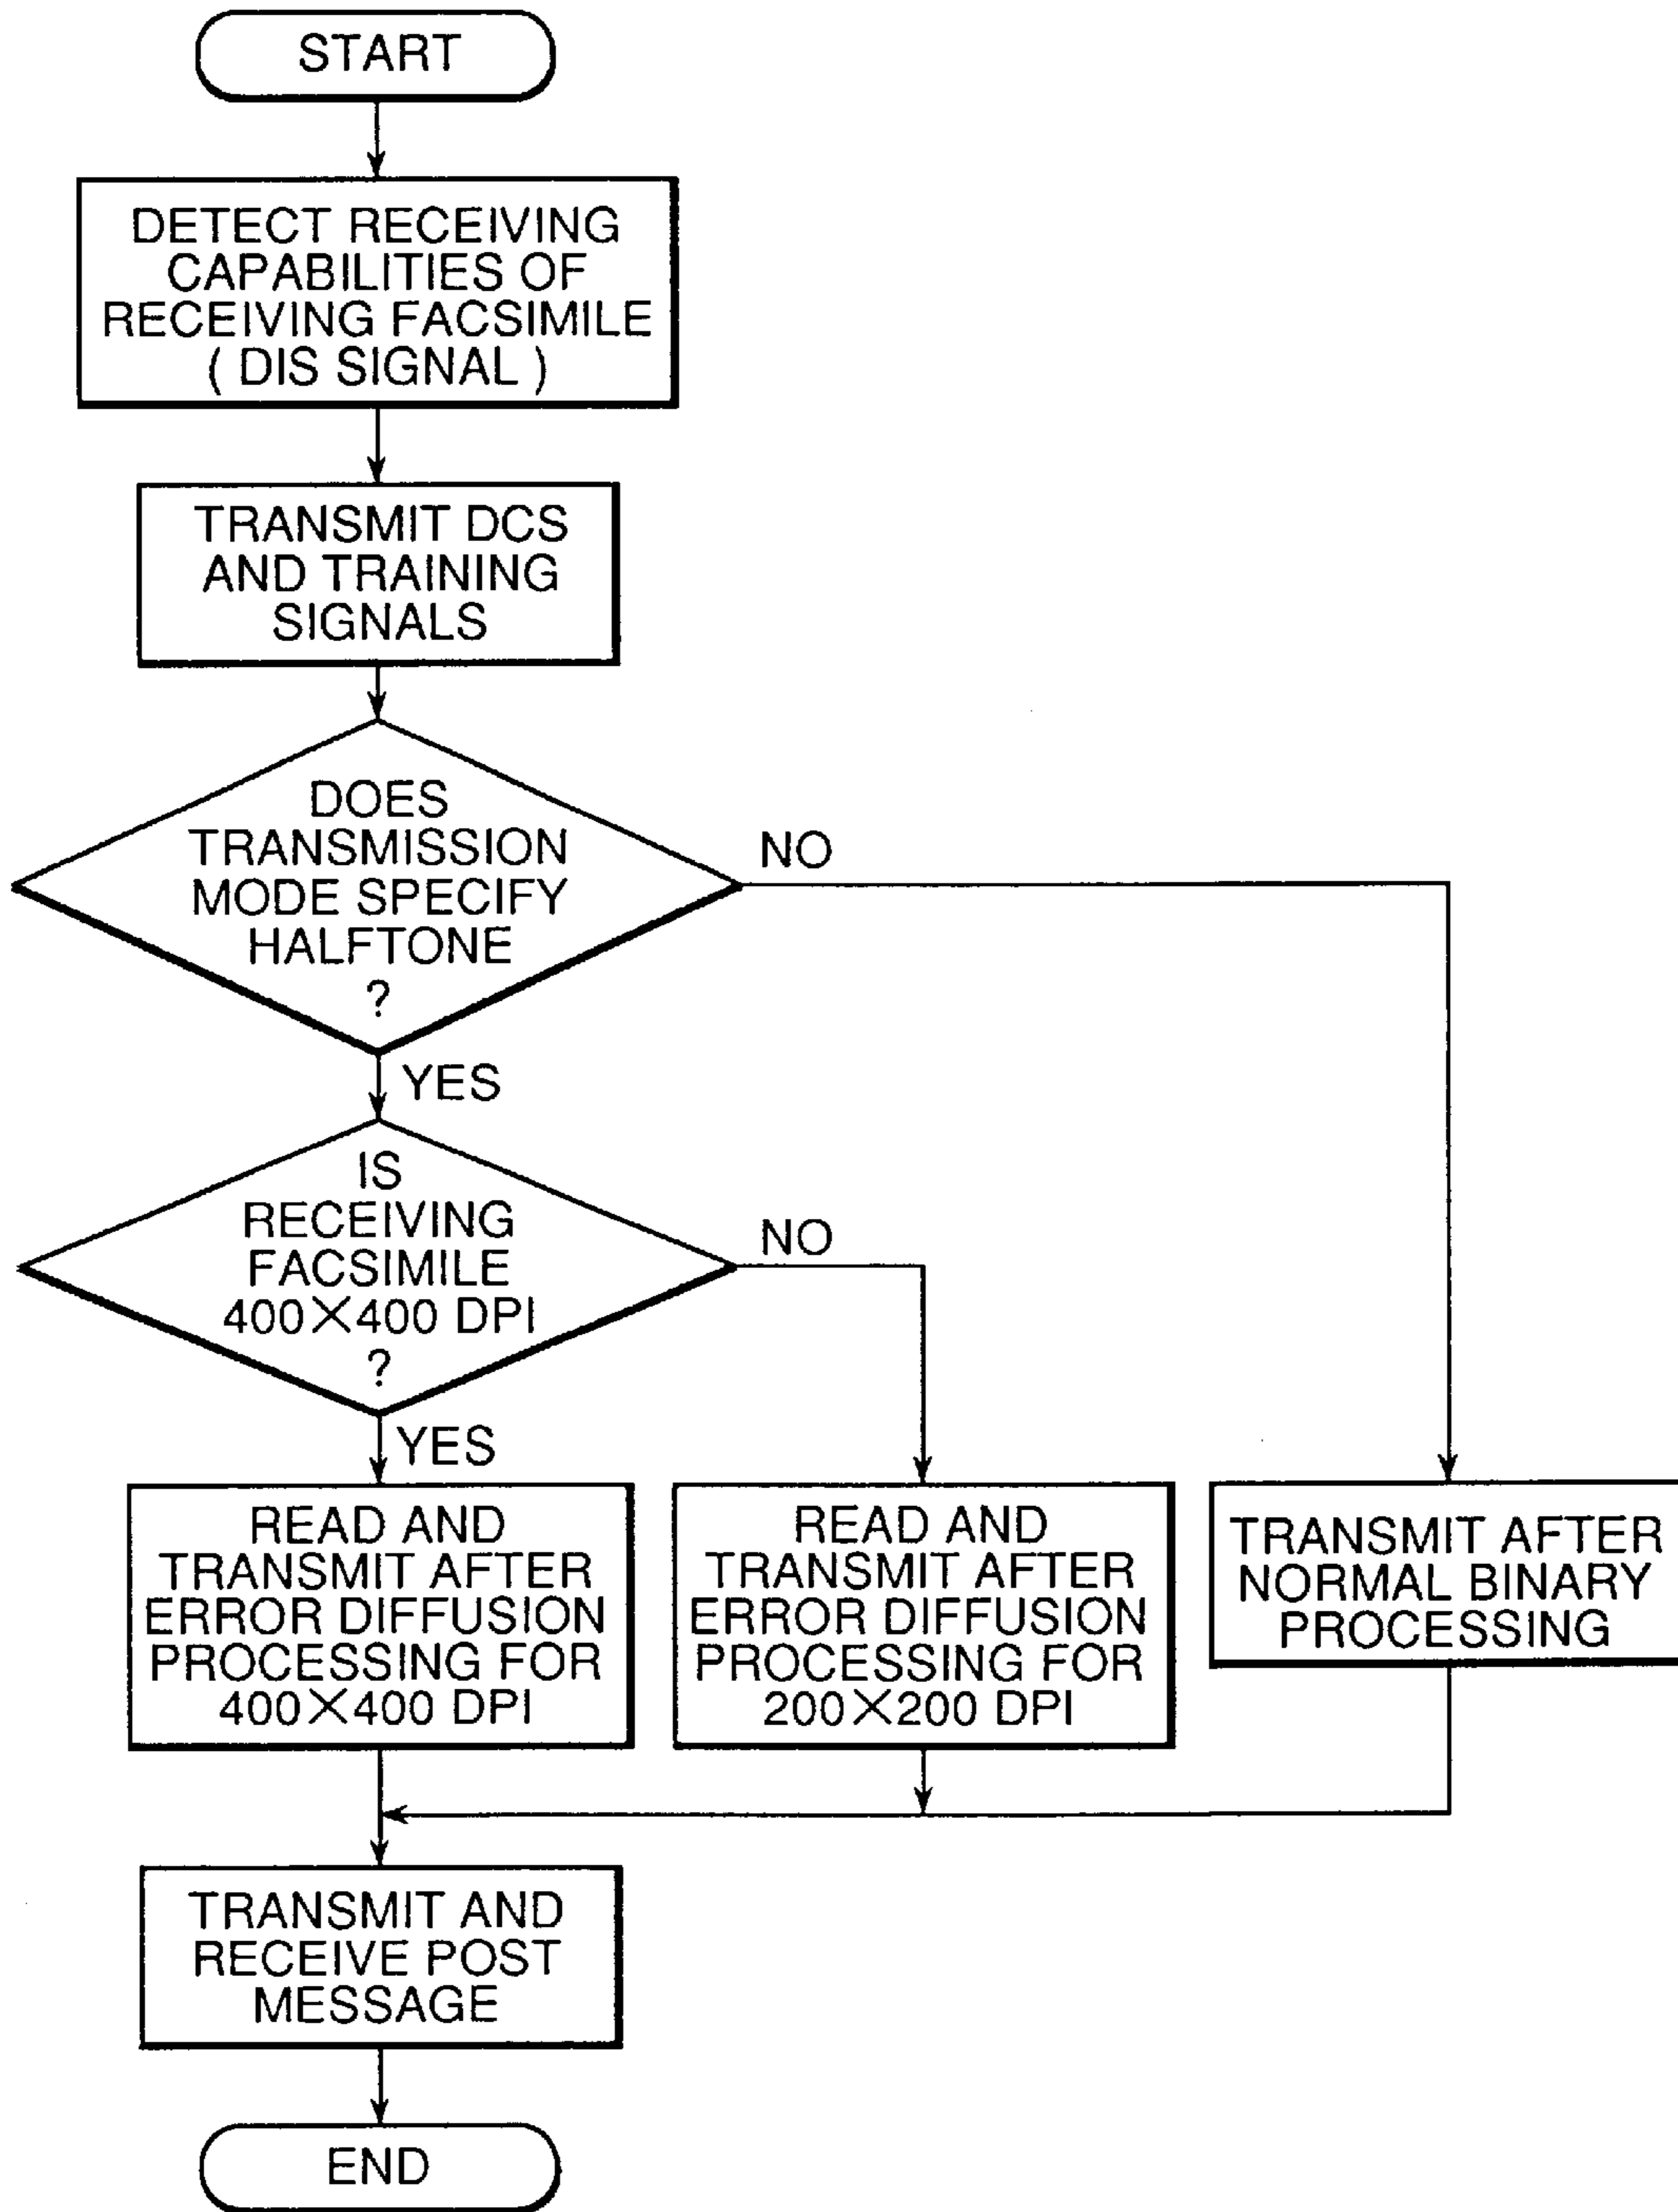 START
DETECT RECEIVING
CAPABILITIES OF
RECEIVING FACSIMILE
( DIS SIGNAL )
TRANSMIT DCS
AND TRAINING
SIGNALS
DOES
TRANSMISSION
MODE SPECIFY
HALFTONE
?
NO
YES
IS
RECEIVING
FACSIMILE
400×400 DPI
?
NO
YES
READ AND
TRANSMIT AFTER
ERROR DIFFUSION
PROCESSING FOR
400×400 DPI
READ AND
TRANSMIT AFTER
ERROR DIFFUSION
PROCESSING FOR
200×200 DPI
TRANSMIT AFTER
NORMAL BINARY
PROCESSING
TRANSMIT AND
RECEIVE POST
MESSAGE
END